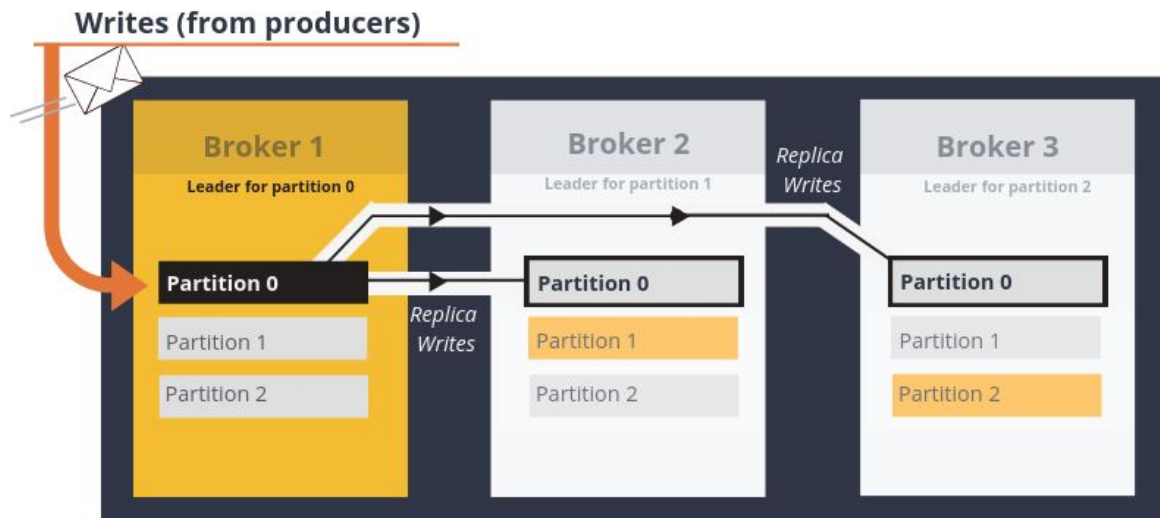 Writes (from producers)
Broker 1
Leader for partition 0
Partition 0
Partition 1
Partition 2
Replica
Writes
Broker 2
Leader for partition 1
Partition 0
Partition 1
Partition 2
Replica
Writes
Broker 3
Leader for partition 2
Partition 0
Partition 1
Partition 2